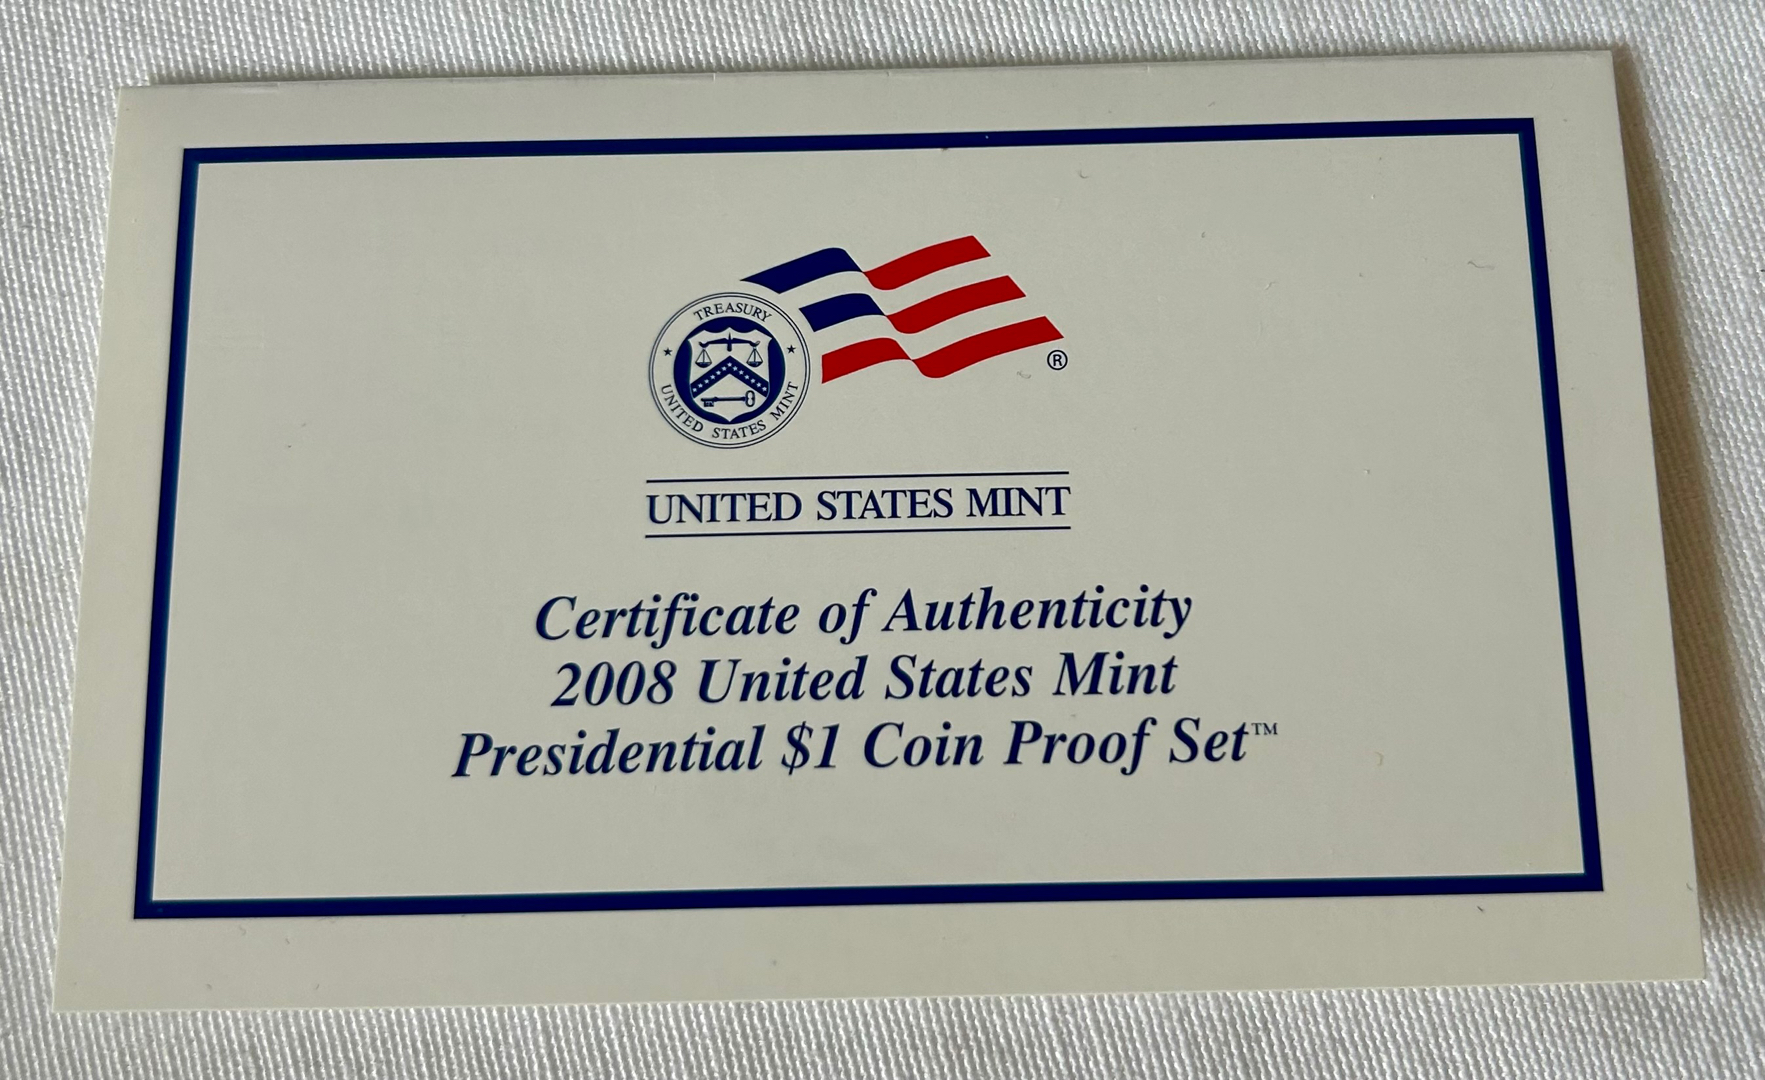 TREASURY
UNITED STATES MINT
®
UNITED STATES MINT
Certificate of Authenticity
2008 United States Mint
Presidential $1 Coin Proof Set™